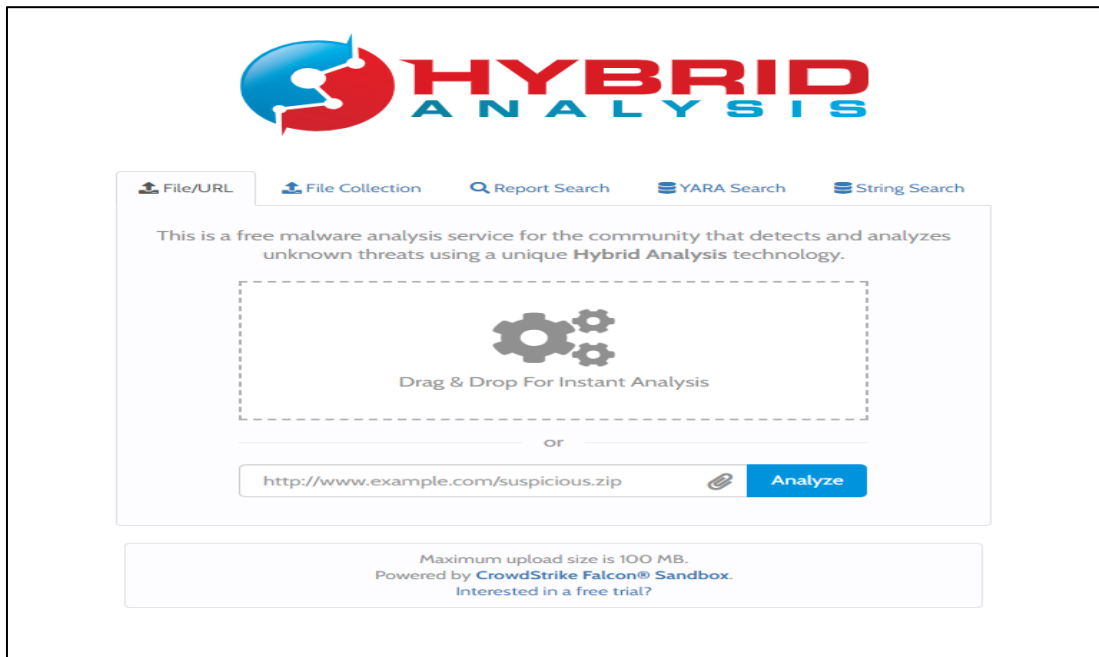 HYBRID
ANALYSIS
File/URL
File Collection
Report Search
YARA Search
String Search
This is a free malware analysis service for the community that detects and analyzes
unknown threats using a unique Hybrid Analysis technology.
Drag & Drop For Instant Analysis
or
http://www.example.com/suspicious.zip
Analyze
Maximum upload size is 100 MB.
Powered by CrowdStrike Falcon® Sandbox.
Interested in a free trial?